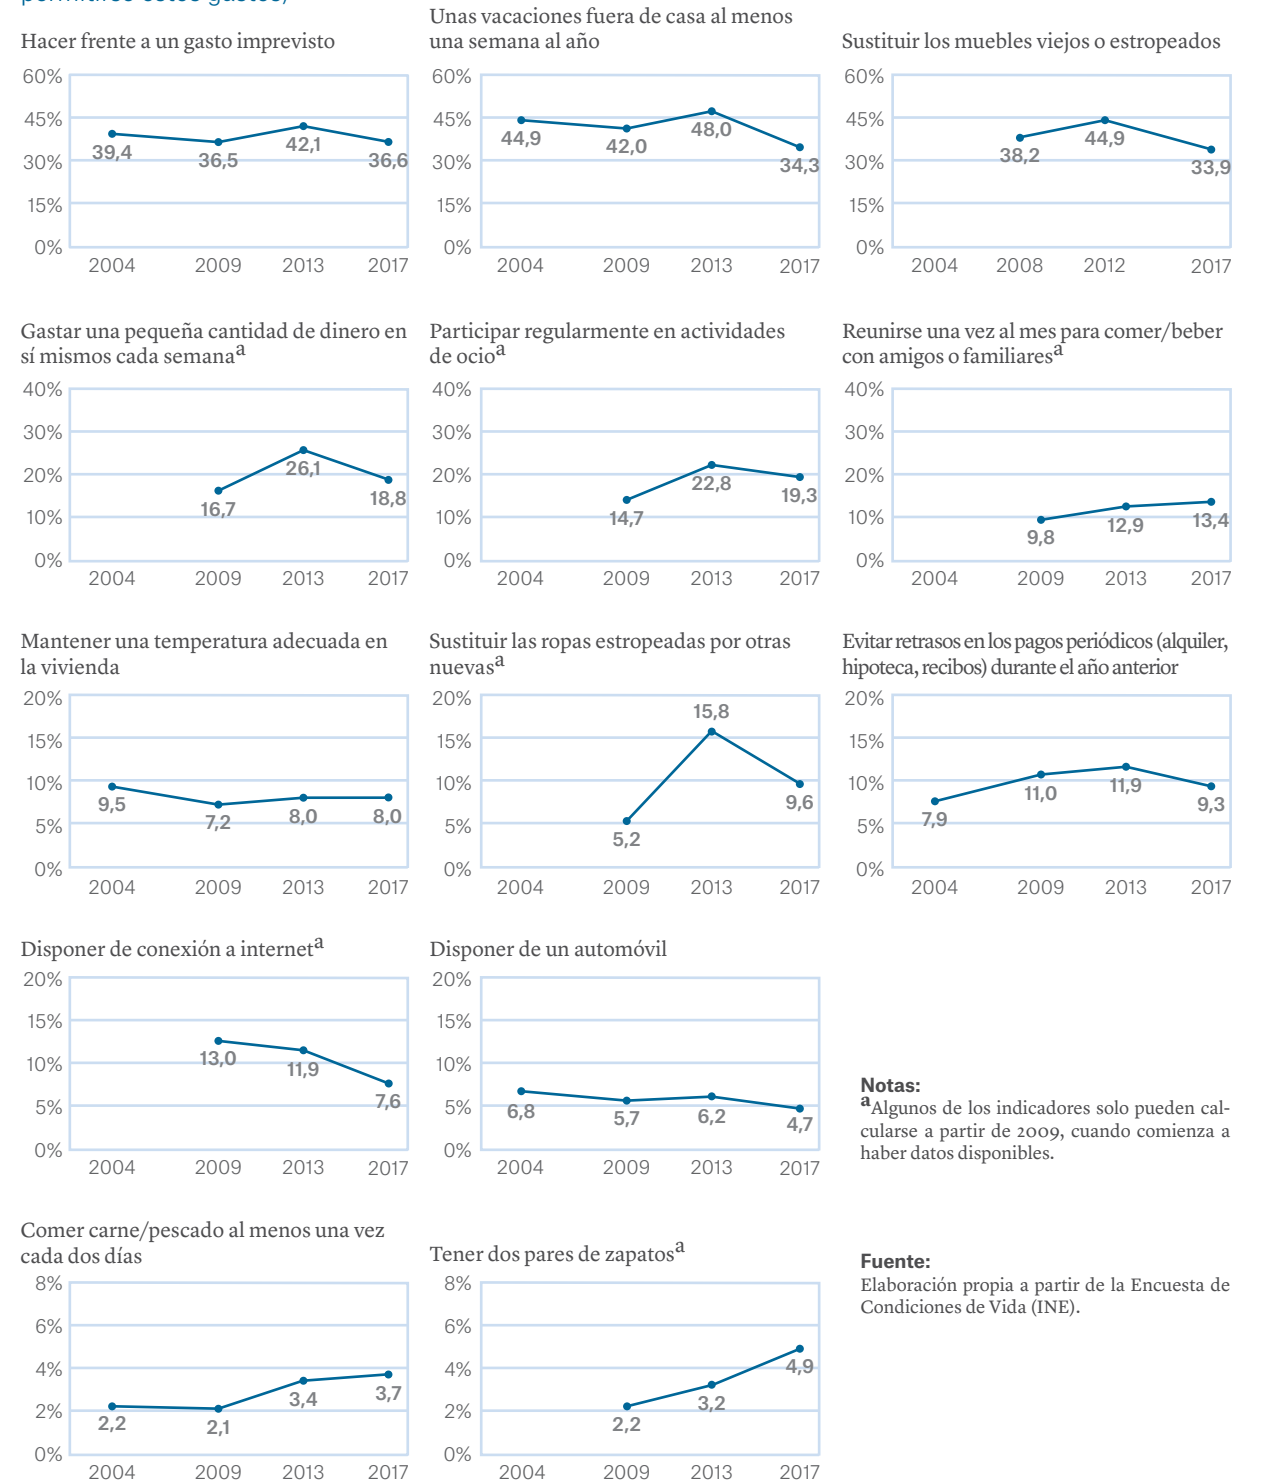 permitirse estos gastos,
Hacer frente a un gasto imprevisto
60%
45%
30%
15%
0%
39,4
36,5
42,1
36,6
2004 2009 2013 2017
Unas vacaciones fuera de casa al menos
una semana al año
60%
45%
30%
15%
0%
44,9
42,0
48,0
34,3
2004 2009 2013 2017
Sustituir los muebles viejos o estropeados
60%
45%
30%
15%
0%
38,2
44,9
33,9
2004 2008 2012 2017
Gastar una pequeña cantidad de dinero en
sí mismos cada semanaa
40%
30%
20%
10%
0%
16,7
26,1
18,8
2004 2009 2013 2017
Participar regularmente en actividades
de ocioa
40%
30%
20%
10%
0%
14,7
22,8
19,3
2004 2009 2013 2017
Reunirse una vez al mes para comer/beber
con amigos o familiaresa
40%
30%
20%
10%
0%
9,8
12,9
13,4
2004 2009 2013 2017
Mantener una temperatura adecuada en
la vivienda
20%
15%
10%
5%
0%
9,5
7,2
8,0
8,0
2004 2009 2013 2017
Sustituir las ropas estropeadas por otras
nuevasa
20%
15%
10%
5%
0%
5,2
15,8
9,6
2004 2009 2013 2017
Evitar retrasos en los pagos periódicos (alquiler,
hipoteca, recibos) durante el año anterior
20%
15%
10%
5%
0%
7,9
11,0
11,9
9,3
2004 2009 2013 2017
Disponer de conexión a interneta
20%
15%
10%
5%
0%
13,0
11,9
7,6
2004 2009 2013 2017
Disponer de un automóvil
20%
15%
10%
5%
0%
6,8
5,7
6,2
4,7
2004 2009 2013 2017
Notas:
aAlgunos de los indicadores solo pueden cal-
cularse a partir de 2009, cuando comienza a
haber datos disponibles.
Comer carne/pescado al menos una vez
cada dos días
8%
6%
4%
2%
0%
2,2
2,1
3,4
3,7
2004 2009 2013 2017
Tener dos pares de zapatosa
8%
6%
4%
2%
0%
2,2
3,2
4,9
2004 2009 2013 2017
Fuente:
Elaboración propia a partir de la Encuesta de
Condiciones de Vida (INE).